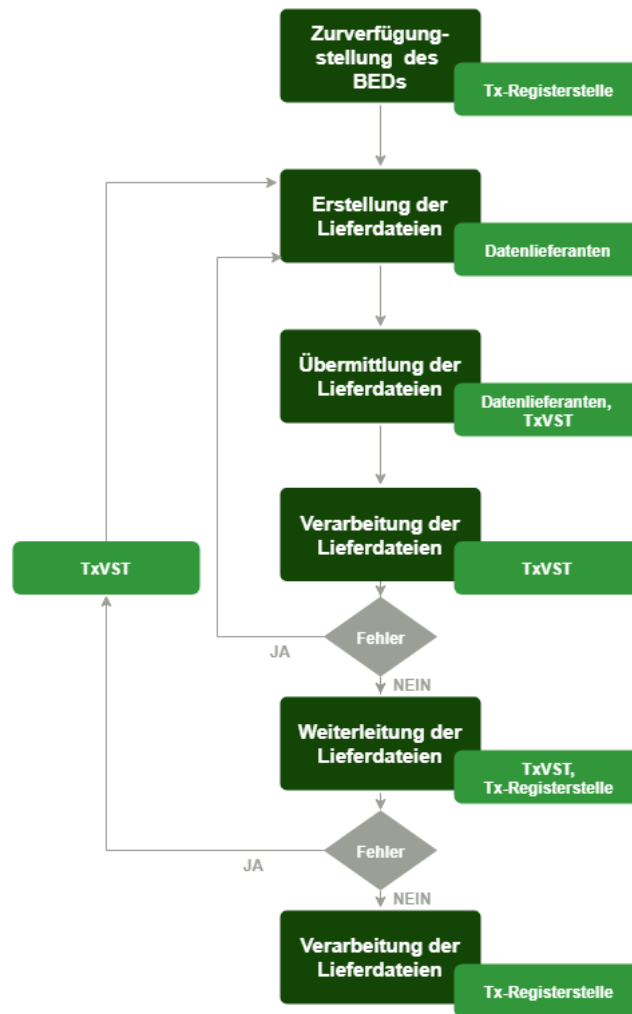 Zurverfügung-
stellung des
BEDs
Tx-Registerstelle
Erstellung der
Lieferdateien
Datenlieferanten
Übermittlung der
Lieferdateien
Datenlieferanten,
TxVST
Verarbeitung der
Lieferdateien
TxVST
TxVST
Fehler
JA
NEIN
Weiterleitung der
Lieferdateien
TxVST,
Tx-Registerstelle
Fehler
JA
NEIN
Verarbeitung der
Lieferdateien
Tx-Registerstelle